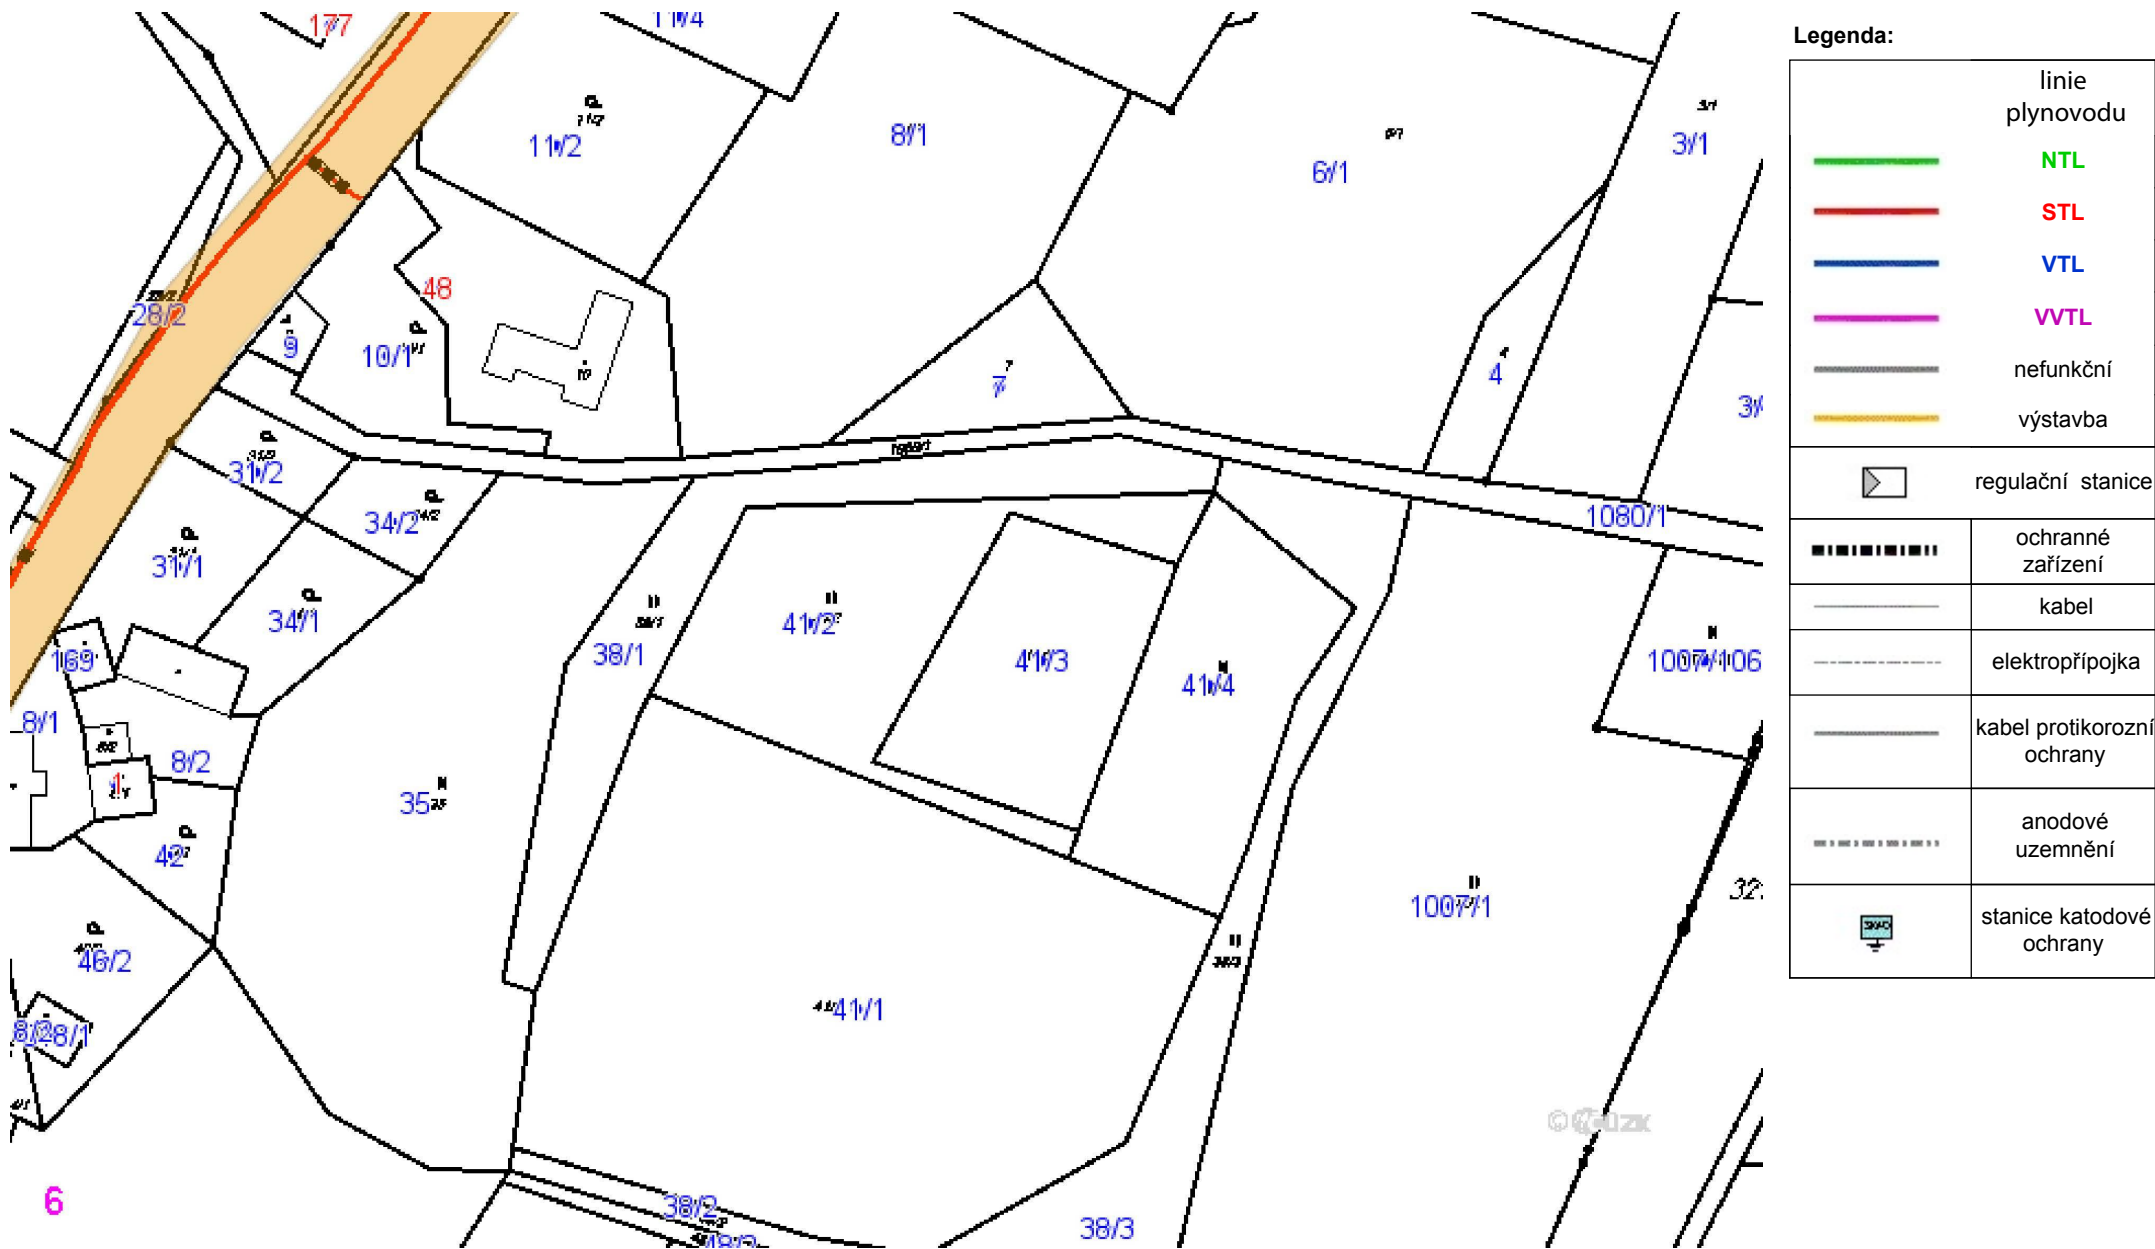 177
11/4
11/2
8/1
6/1
3/1
28/2
48
9
10/1
7
4
31/2
34/2
1080/1
31/1
34/1
41/2
38/1
41/3
41/4
1007/106
169
8/1
8/2
1
35
42
1007/1
46/2
41/1
8/1
6
38/2
38/3
48/2
Legenda:
linie
plynovodu
NTL
STL
VTL
VVTL
nefunkční
výstavba
regulační stanice
ochranné
zařízení
kabel
elektropřípojka
kabel protikorozní
ochrany
anodové
uzemnění
stanice katodové
ochrany